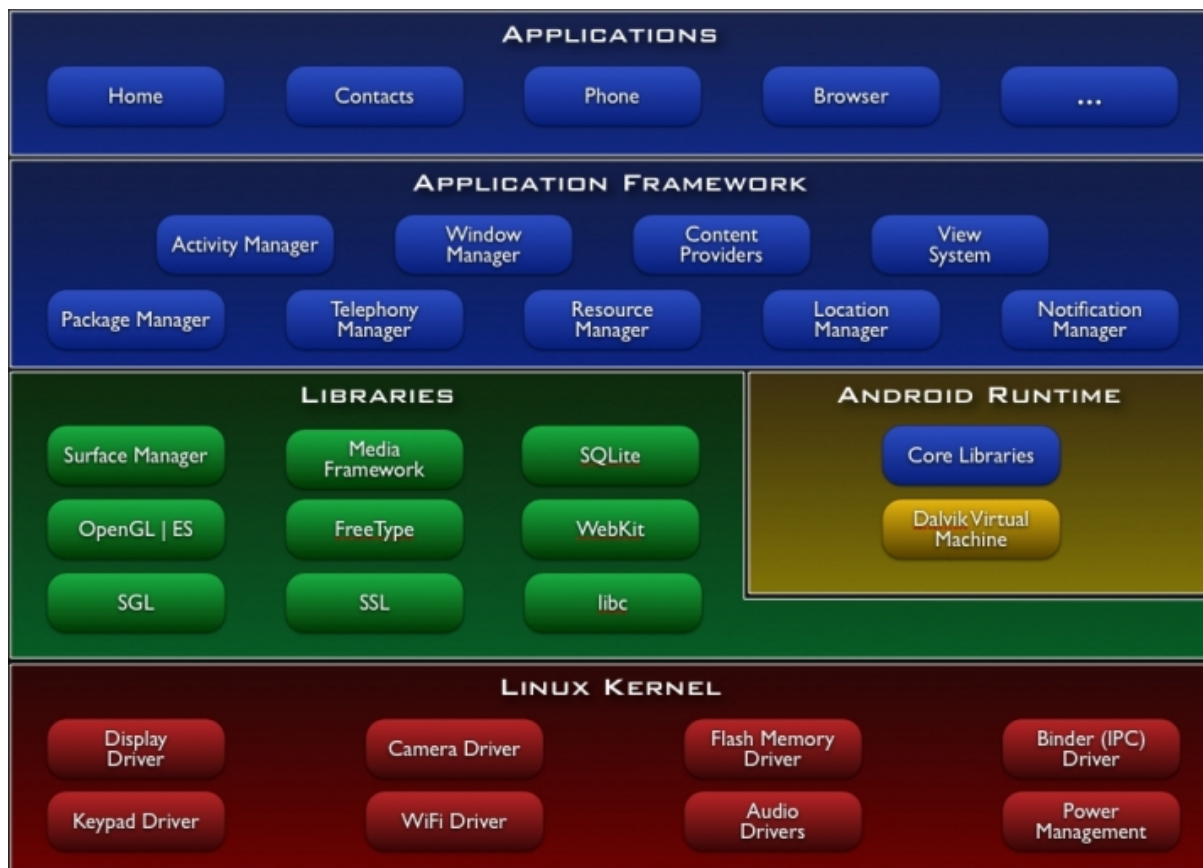 APPLICATIONS
Home
Contacts
Phone
Browser
...
APPLICATION FRAMEWORK
Activity Manager
Window
Manager
Content
Providers
View
System
Package Manager
Telephony
Manager
Resource
Manager
Location
Manager
Notification
Manager
LIBRARIES
Surface Manager
Media
Framework
SQLite
OpenGL | ES
FreeType
WebKit
SGL
SSL
libc
ANDROID RUNTIME
Core Libraries
Dalvik Virtual
Machine
LINUX KERNEL
Display
Driver
Camera Driver
Flash Memory
Driver
Binder (IPC)
Driver
Keypad Driver
WiFi Driver
Audio
Drivers
Power
Management